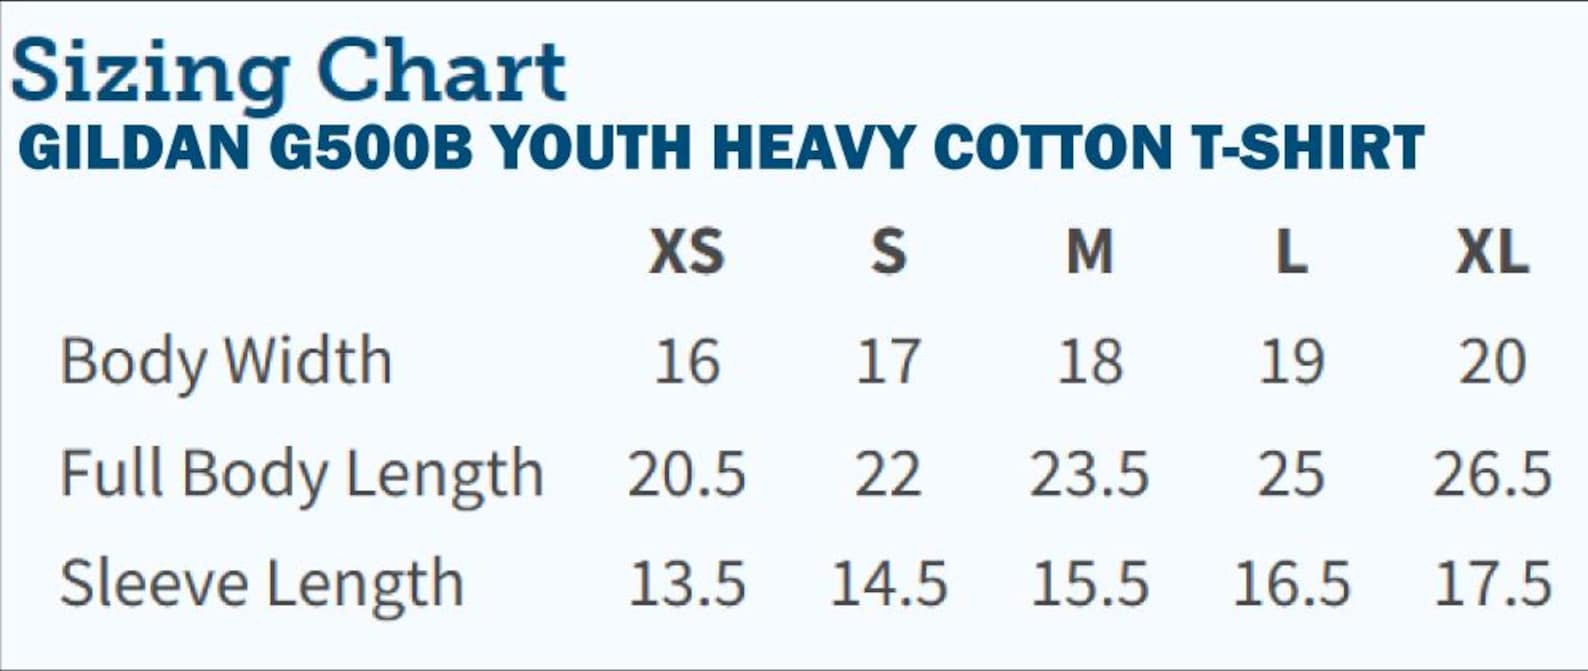 Sizing Chart
GILDAN G500B YOUTH HEAVY COTTON T-SHIRT
XS S M L XL
Body Width 16 17 18 19 20
Full Body Length 20.5 22 23.5 25 26.5
Sleeve Length 13.5 14.5 15.5 16.5 17.5